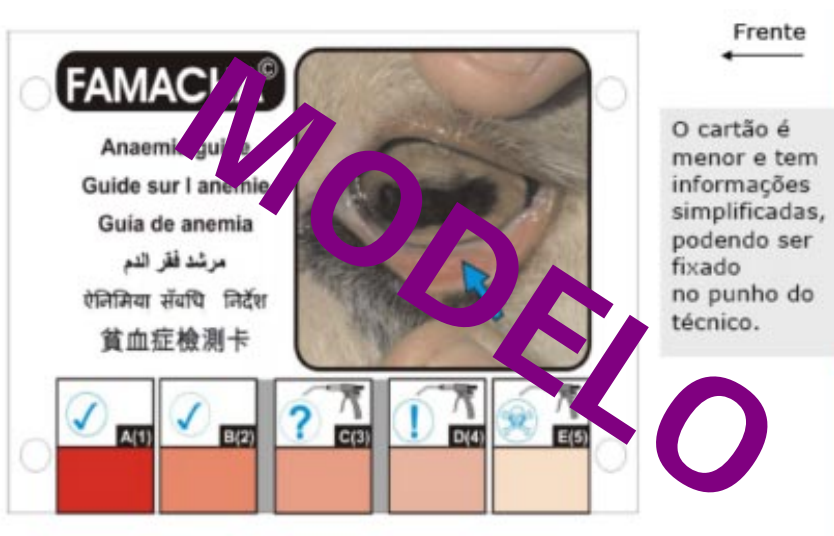 FAMACHA©
Anaemia guide
Guide sur l anemie
Guía de anemia
مرشد فقر الدم
ऐनिमिया सँबधि निर्देश
貧血症檢測卡
A(1)
B(2)
?
C(3)
!
D(4)
E(5)
MODELO
Frente
O cartão é
menor e tem
informações
simplificadas,
podendo ser
fixado
no punho do
técnico.